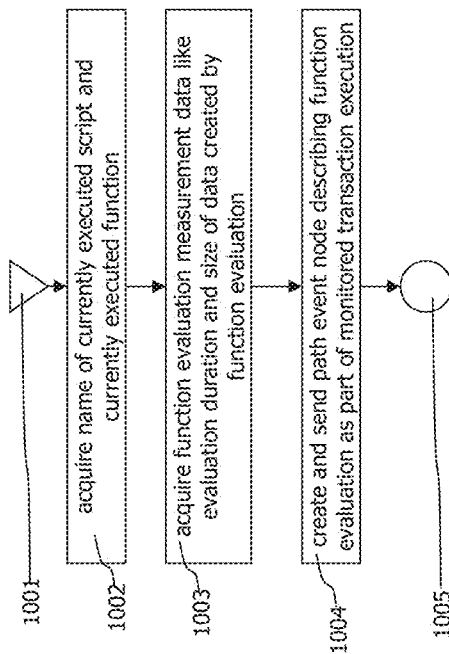 1001
1002
acquire name of currently executed script and
currently executed function
1003
acquire function evaluation measurement data like
evaluation duration and size of data created by
function evaluation
1004
create and send path event node describing function
evaluation as part of monitored transaction execution
1005